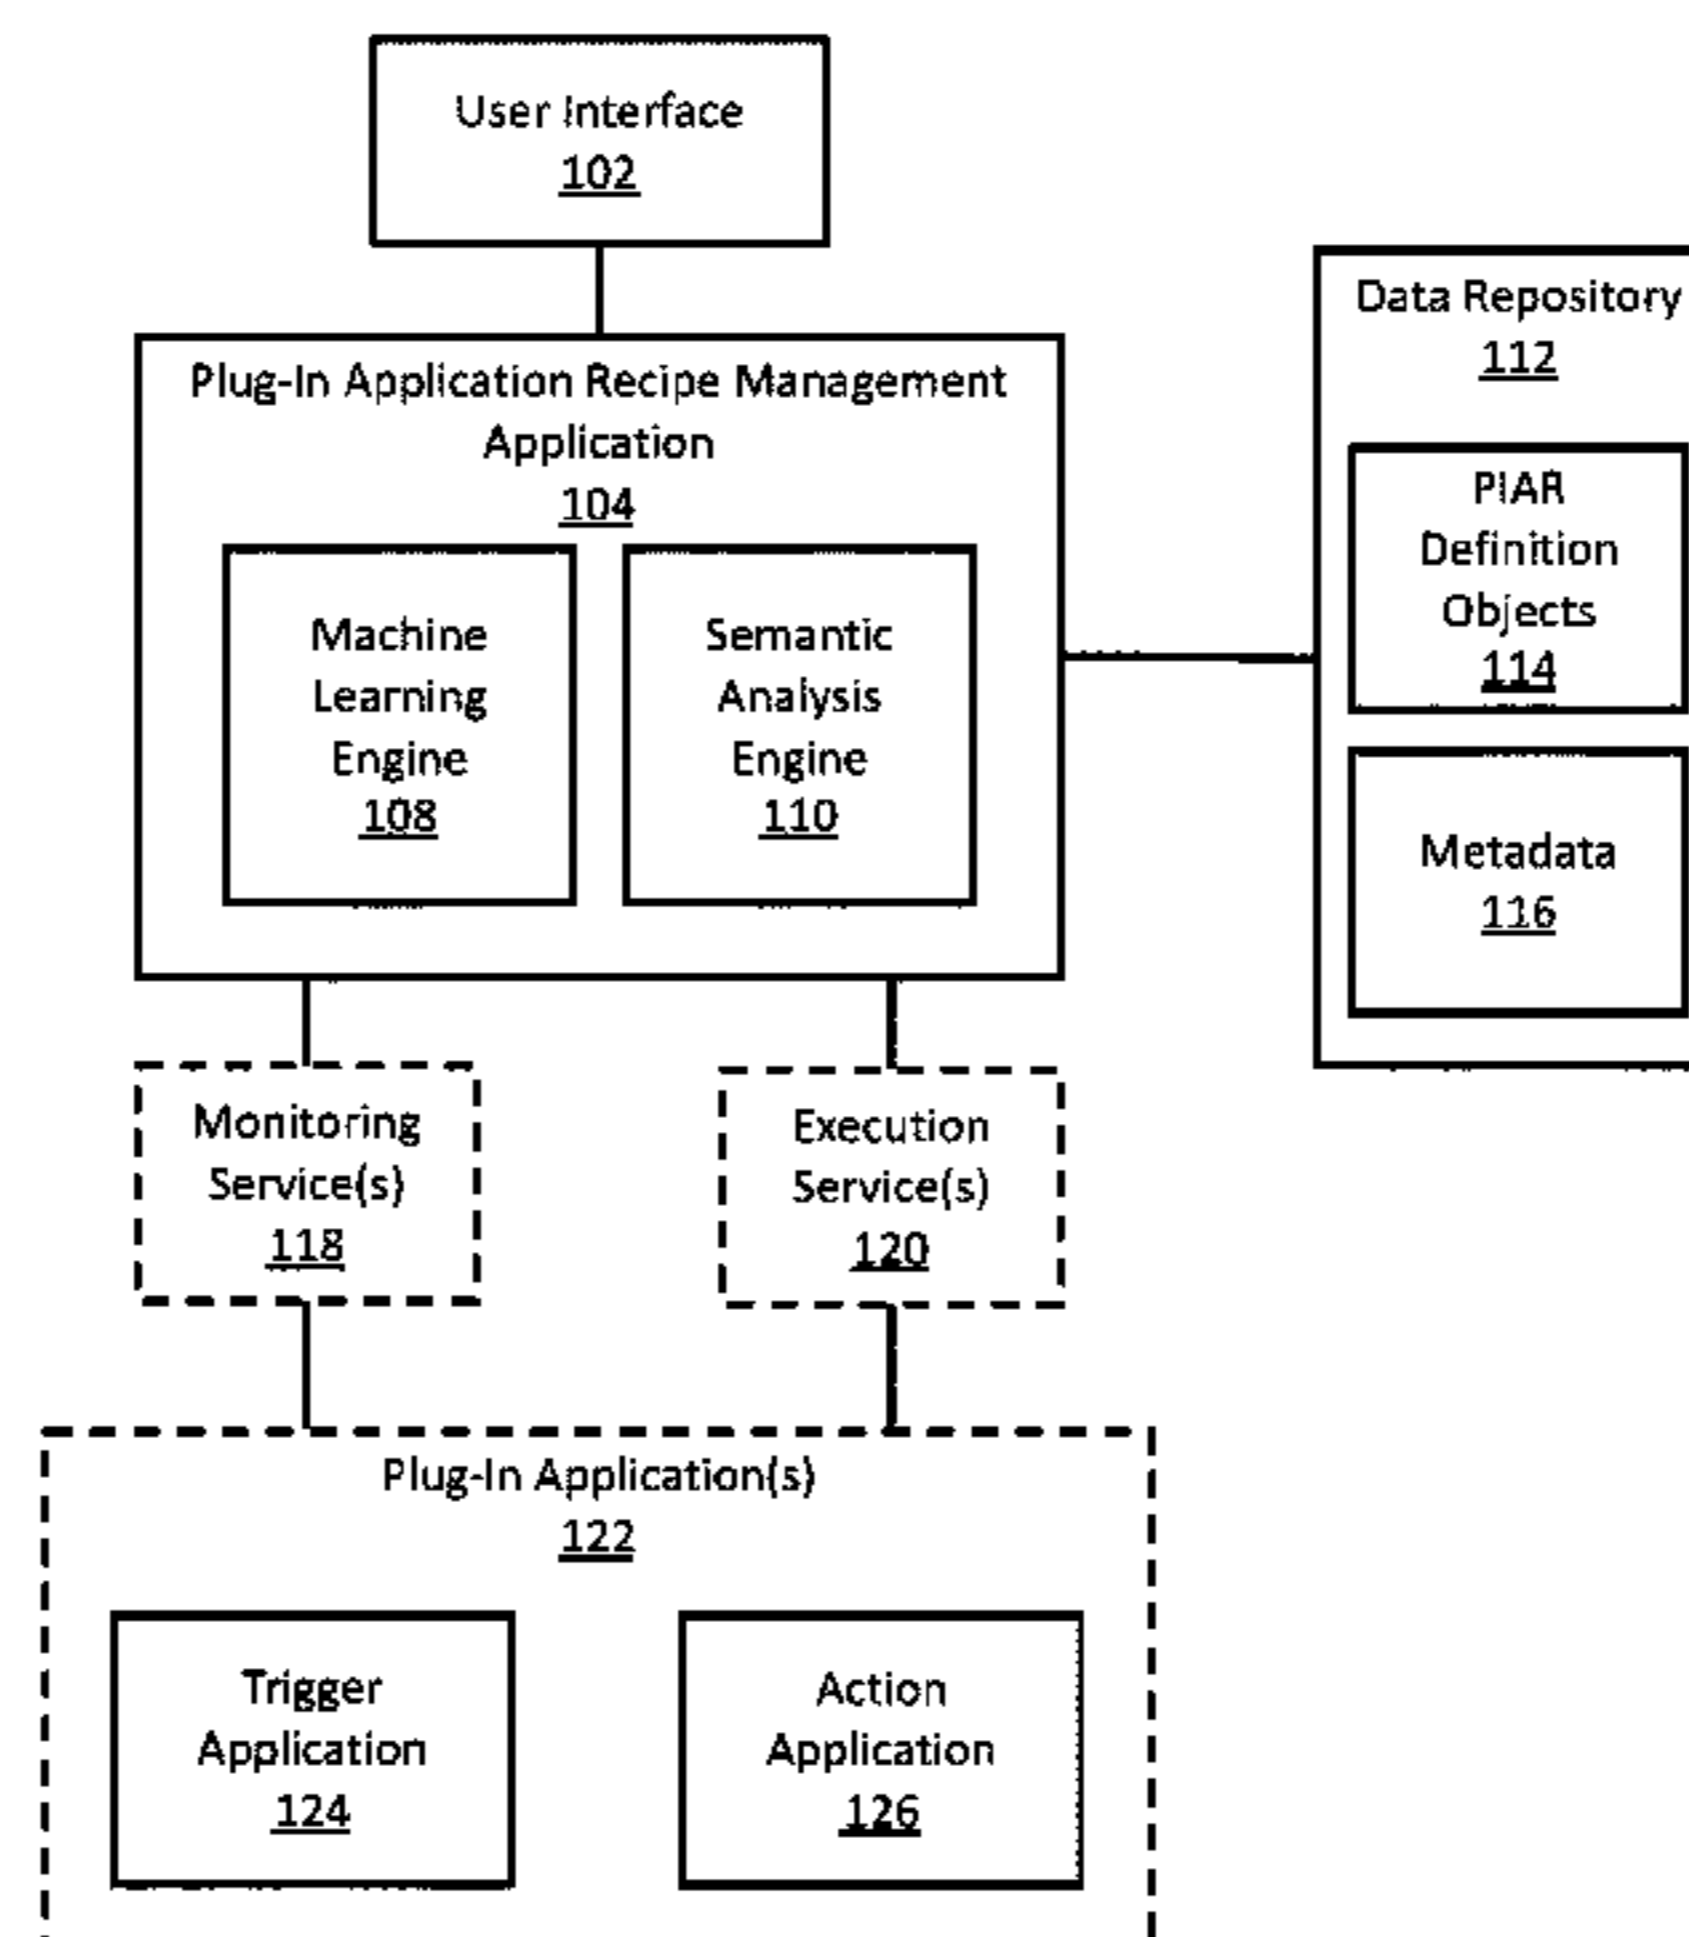 User Interface
102
Plug-In Application Recipe Management
Application
104
Machine
Learning
Engine
108
Semantic
Analysis
Engine
110
Data Repository
112
PIAR
Definition
Objects
114
Metadata
116
Monitoring
Service(s)
118
Execution
Service(s)
120
Plug-In Application(s)
122
Trigger
Application
124
Action
Application
126